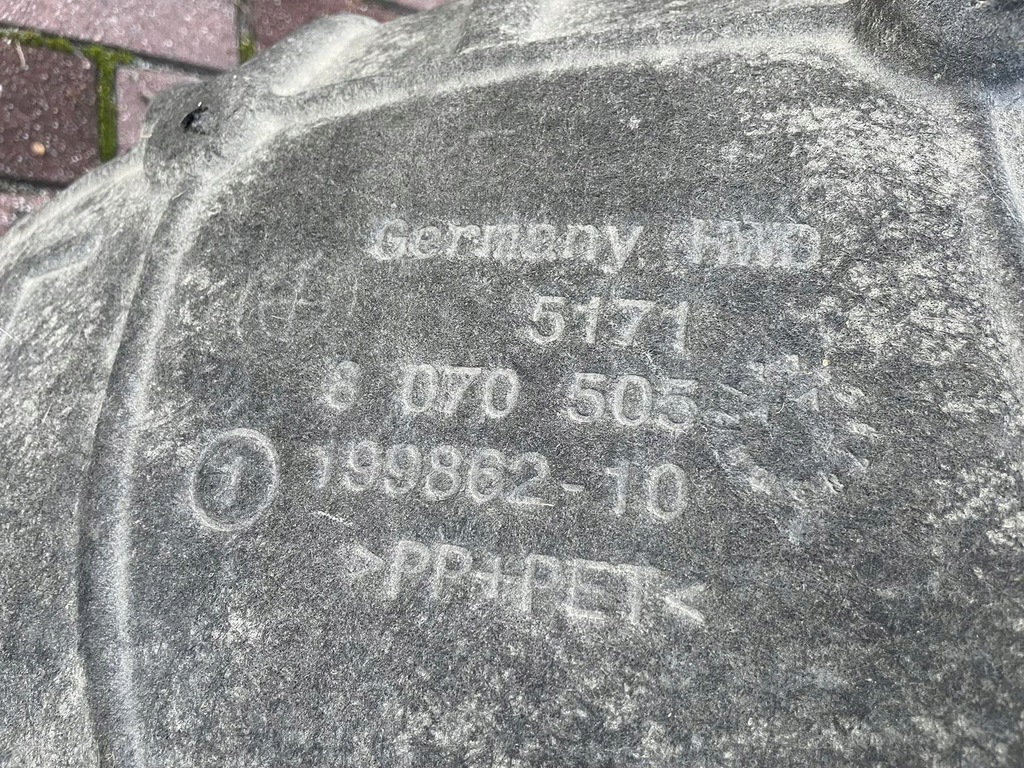 Germany, HWD
5171
8 070 505
1 199862-10
>PP+PET<